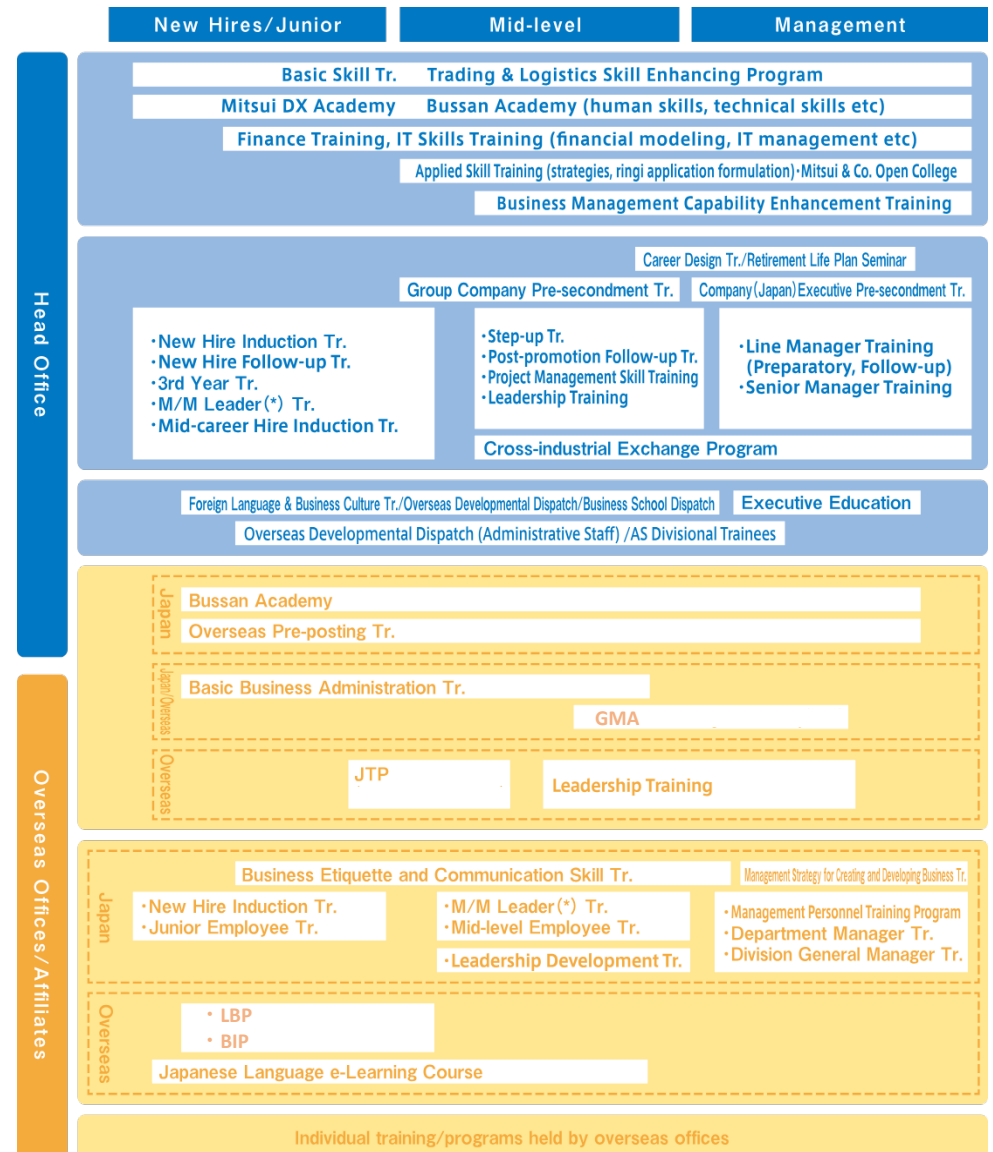 New Hires/Junior
Mid-level
Management
Head Office
Basic Skill Tr. Trading & Logistics Skill Enhancing Program
Mitsui DX Academy Bussan Academy (human skills, technical skills etc)
Finance Training, IT Skills Training (financial modeling, IT management etc)
Applied Skill Training (strategies, ringi application formulation)・Mitsui & Co. Open College
Business Management Capability Enhancement Training
Career Design Tr./Retirement Life Plan Seminar
Group Company Pre-secondment Tr.
Company(Japan)Executive Pre-secondment Tr.
・New Hire Induction Tr.
・New Hire Follow-up Tr.
・3rd Year Tr.
・M/M Leader(*) Tr.
・Mid-career Hire Induction Tr.
・Step-up Tr.
・Post-promotion Follow-up Tr.
・Project Management Skill Training
・Leadership Training
・Line Manager Training
(Preparatory, Follow-up)
・Senior Manager Training
Cross-industrial Exchange Program
Foreign Language & Business Culture Tr./Overseas Developmental Dispatch/Business School Dispatch
Executive Education
Overseas Developmental Dispatch (Administrative Staff) /AS Divisional Trainees
Japan
Bussan Academy
Overseas Pre-posting Tr.
Japan/Overseas
Basic Business Administration Tr.
GMA
Overseas
JTP
Leadership Training
Overseas Offices/Affiliates
Japan
Business Etiquette and Communication Skill Tr.
Management Strategy for Creating and Developing Business Tr.
・New Hire Induction Tr.
・Junior Employee Tr.
・M/M Leader(*) Tr.
・Mid-level Employee Tr.
・Leadership Development Tr.
・Management Personnel Training Program
・Department Manager Tr.
・Division General Manager Tr.
Overseas
・LBP
・BIP
Japanese Language e-Learning Course
Individual training/programs held by overseas offices